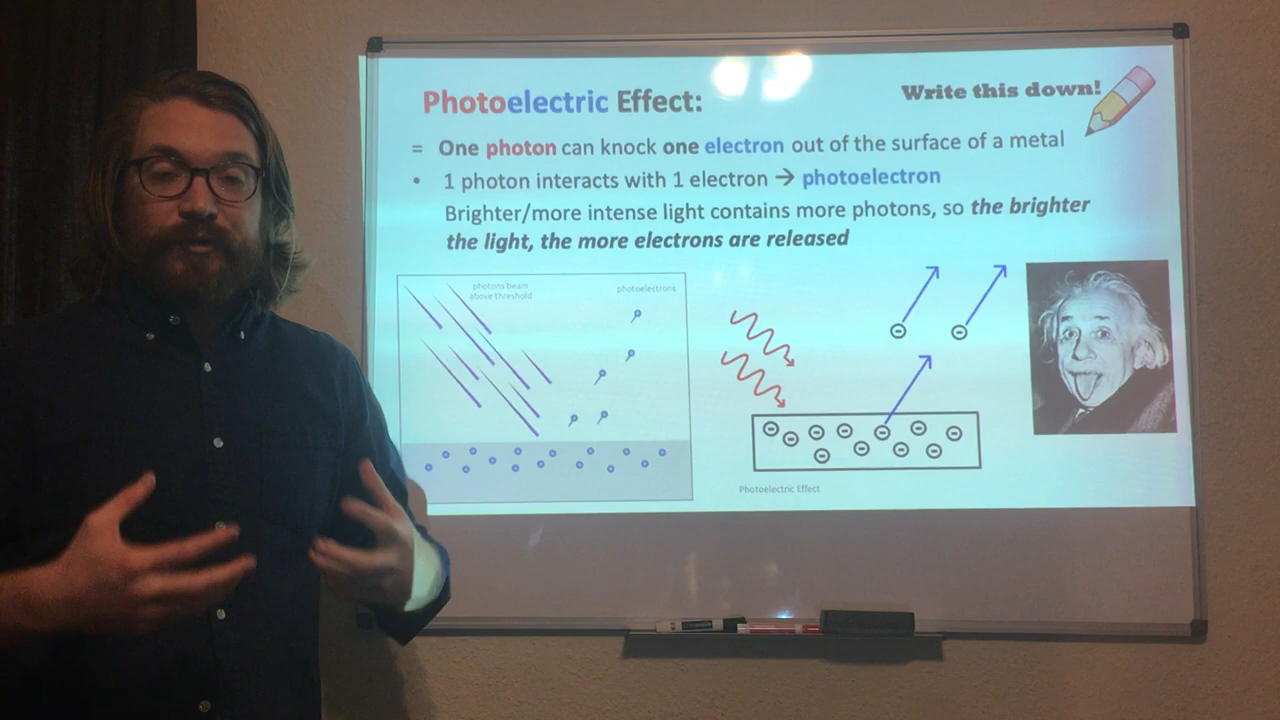 Photoelectric Effect:
Write this down!
= One photon can knock one electron out of the surface of a metal
• 1 photon interacts with 1 electron → photoelectron
Brighter/more intense light contains more photons, so the brighter
the light, the more electrons are released
photons beam
above threshold
photoelectrons
Photoelectric Effect